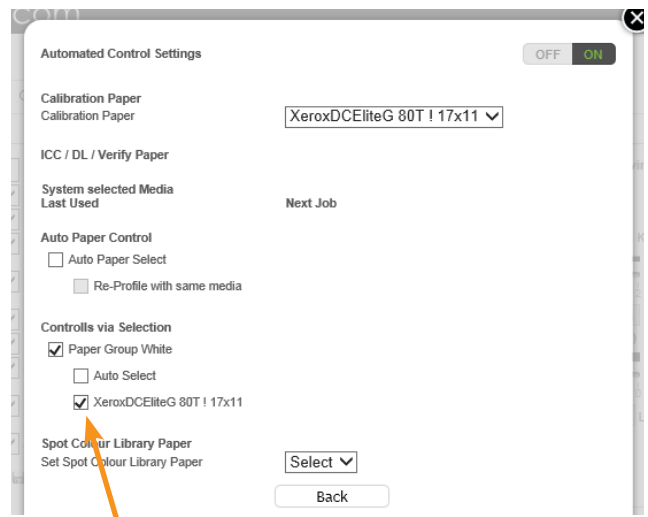 com
Automated Control Settings
OFF ON
Calibration Paper
Calibration Paper XeroxDCEliteG 80T ! 17x11
ICC / DL / Verify Paper
System selected Media
Last Used Next Job
Auto Paper Control
Auto Paper Select
Re-Profile with same media
Controlls via Selection
Paper Group White
Auto Select
XeroxDCEliteG 80T ! 17x11
Spot Colour Library Paper
Set Spot Colour Library Paper Select
Back